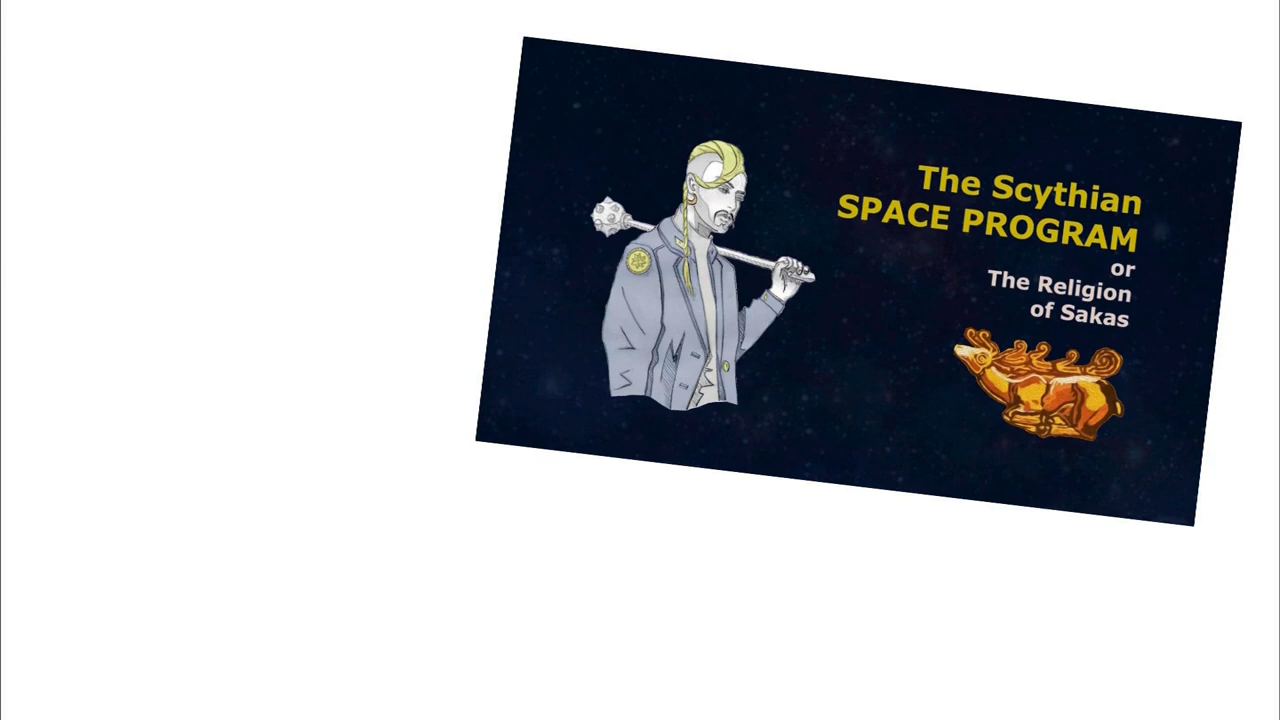 The Scythian
SPACE PROGRAM
or
The Religion
of Sakas